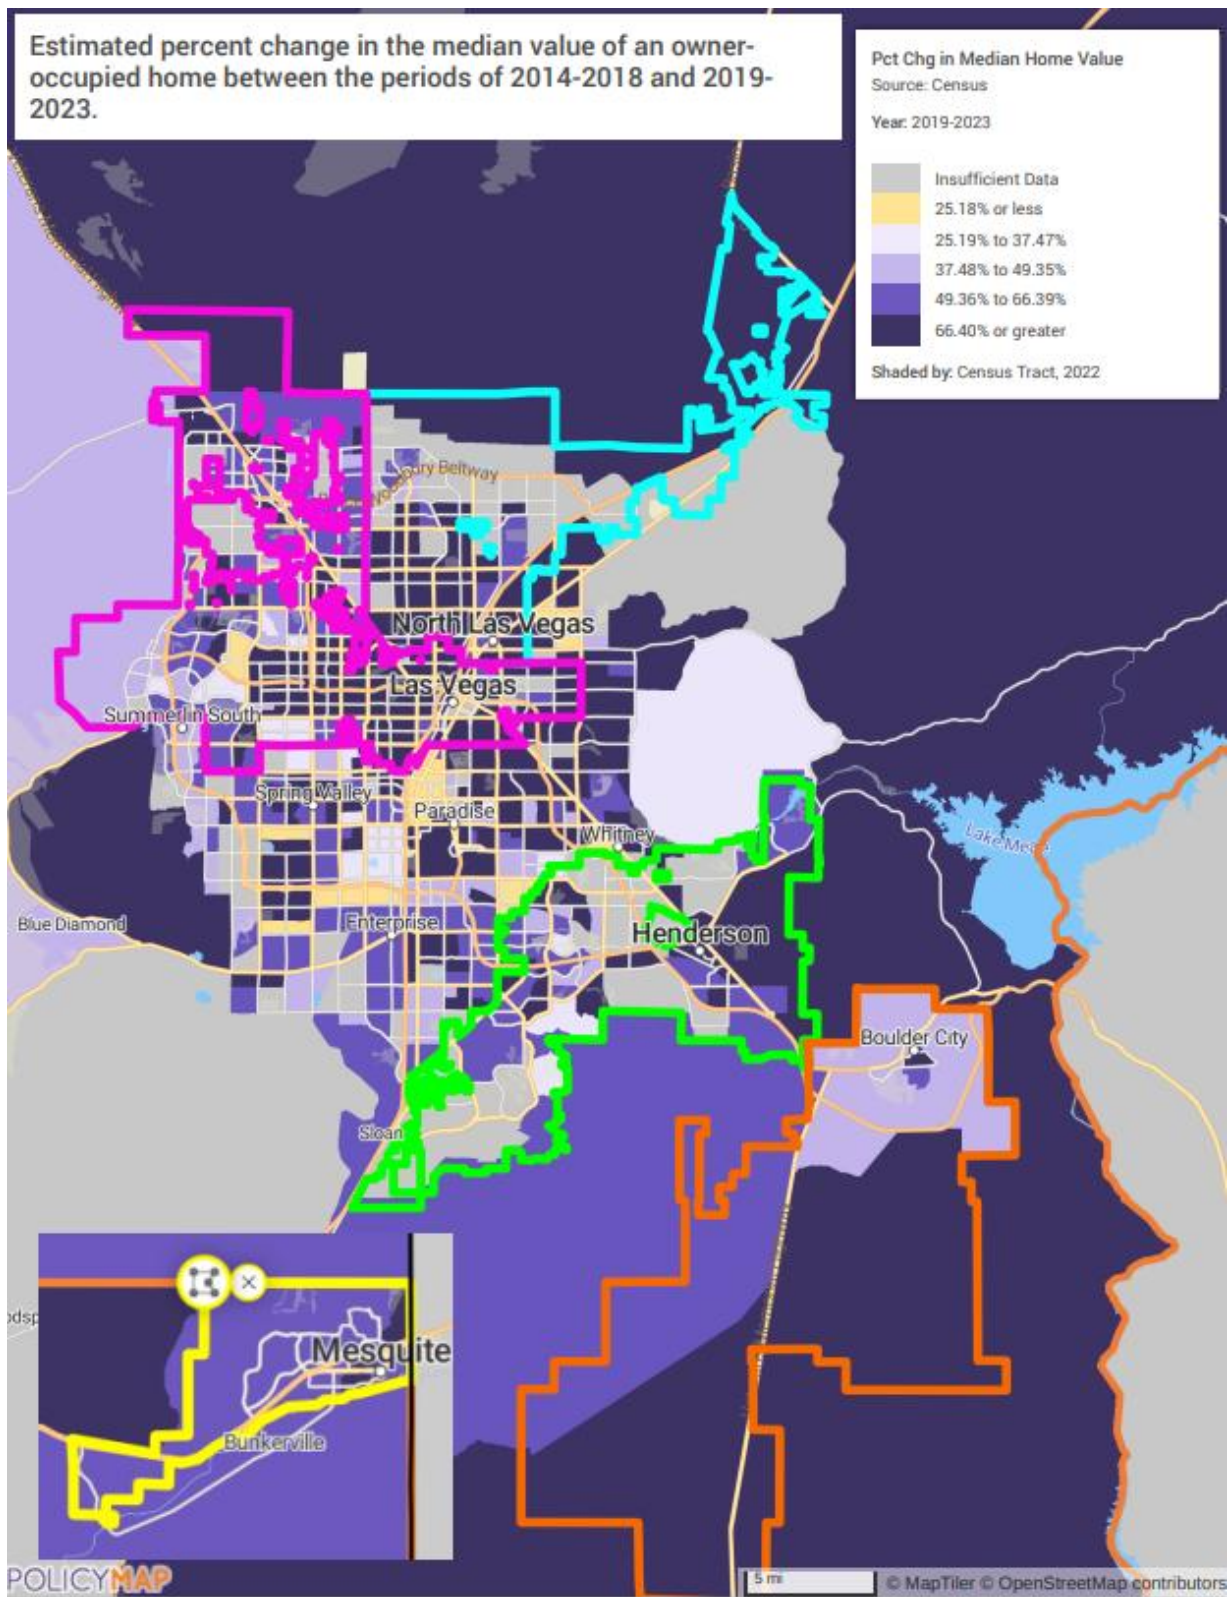 Estimated percent change in the median value of an owner-
occupied home between the periods of 2014-2018 and 2019-
2023.
Pct Chg in Median Home Value
Source: Census
Year: 2019-2023
Insufficient Data
25.18% or less
25.19% to 37.47%
37.48% to 49.35%
49.36% to 66.39%
66.40% or greater
Shaded by: Census Tract, 2022
Beltway
North Las Vegas
Las Vegas
Summerlin South
Spring Valley
Paradise
Whitney
Lake Mead
Blue Diamond
Enterprise
Henderson
Boulder City
Sloan
Mesquite
Bunkerville
POLICYMAP
5 mi
© MapTiler © OpenStreetMap contributors